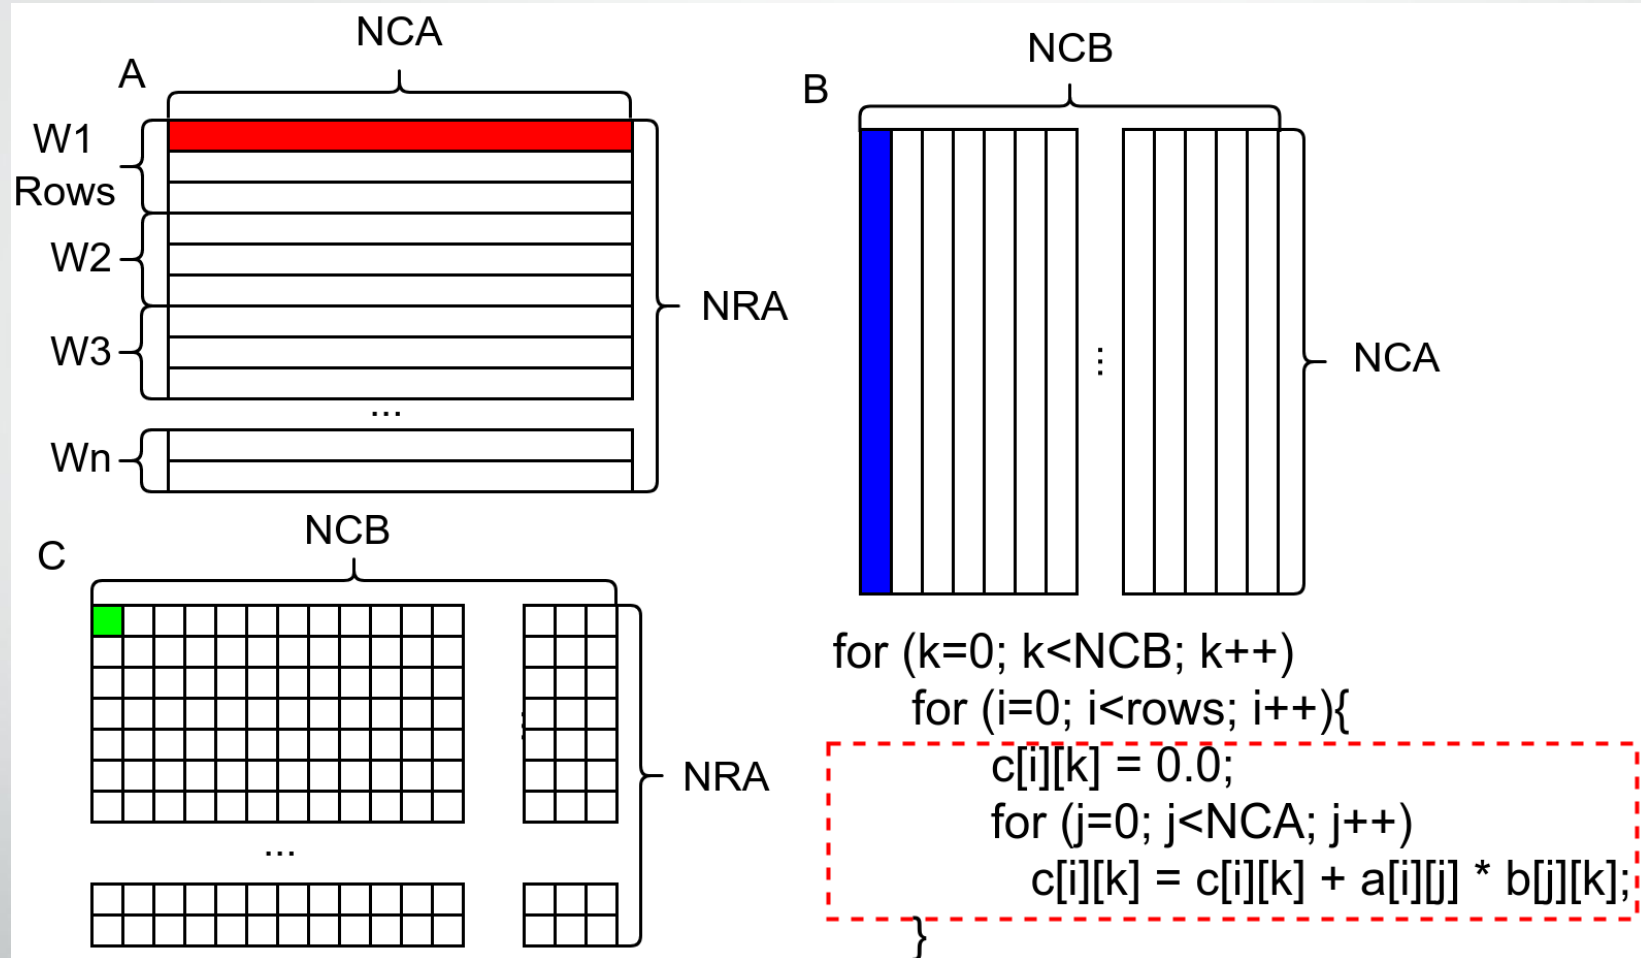 NCA
A
W1
Rows
W2
W3
...
Wn
NRA
NCB
B
...
NCA
NCB
C
...
NRA
...
for (k=0; k<NCB; k++)
for (i=0; i<rows; i++){
c[i][k] = 0.0;
for (j=0; j<NCA; j++)
c[i][k] = c[i][k] + a[i][j] * b[j][k];
}